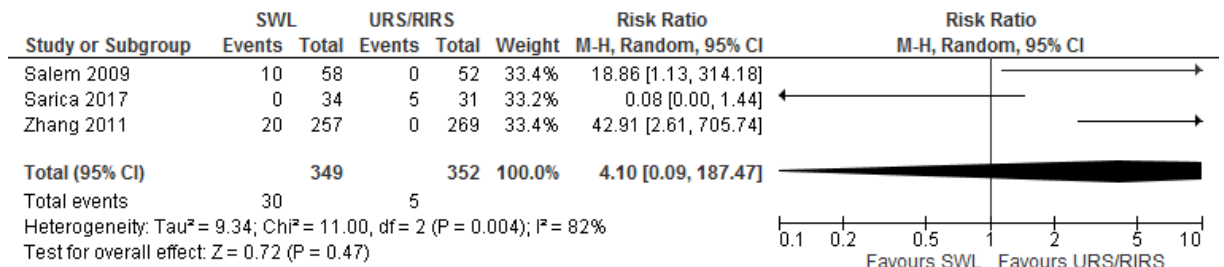 SWL URS/RIRS Risk Ratio Risk Ratio
Study or Subgroup Events Total Events Total Weight M-H, Random, 95% CI M-H, Random, 95% CI
Salem 2009 10 58 0 52 33.4% 18.86 [1.13, 314.18]
Sarica 2017 0 34 5 31 33.2% 0.08 [0.00, 1.44]
Zhang 2011 20 257 0 269 33.4% 42.91 [2.61, 705.74]
Total (95% CI) 349 352 100.0% 4.10 [0.09, 187.47]
Total events 30 5
Heterogeneity: Tau² = 9.34; Chi² = 11.00, df = 2 (P = 0.004); I² = 82%
Test for overall effect: Z = 0.72 (P = 0.47)
0.1 0.2 0.5 1 2 5 10
Favours SWL Favours URS/RIRS